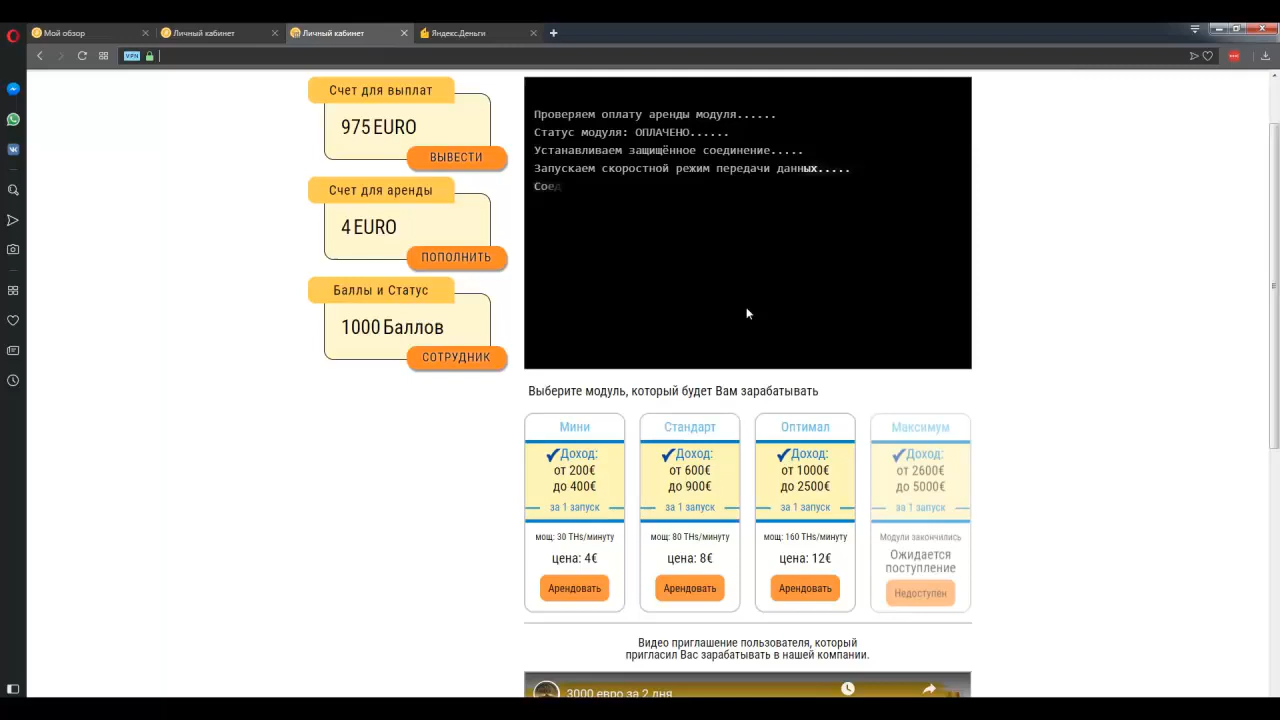 Мой обзор
Личный кабинет
Личный кабинет
Яндекс.Деньги
VPN
Счет для выплат
975 EURO
ВЫВЕСТИ
Счет для аренды
4 EURO
ПОПОЛНИТЬ
Баллы и Статус
1000 Баллов
СОТРУДНИК
Проверяем оплату аренды модуля......
Статус модуля: ОПЛАЧЕНО......
Устанавливаем защищённое соединение.....
Запускаем скоростной режим передачи данных.....
Соед
Выберите модуль, который будет Вам зарабатывать
Мини
Доход:
от 200€
до 400€
за 1 запуск
мощ: 30 THs/минуту
цена: 4€
Арендовать
Стандарт
Доход:
от 600€
до 900€
за 1 запуск
мощ: 80 THs/минуту
цена: 8€
Арендовать
Оптимал
Доход:
от 1000€
до 2500€
за 1 запуск
мощ: 160 THs/минуту
цена: 12€
Арендовать
Максимум
Доход:
от 2600€
до 5000€
за 1 запуск
Модули закончились
Ожидается
поступление
Недоступен
Видео приглашение пользователя, который
пригласил Вас зарабатывать в нашей компании.
3000 евро за 2 дня